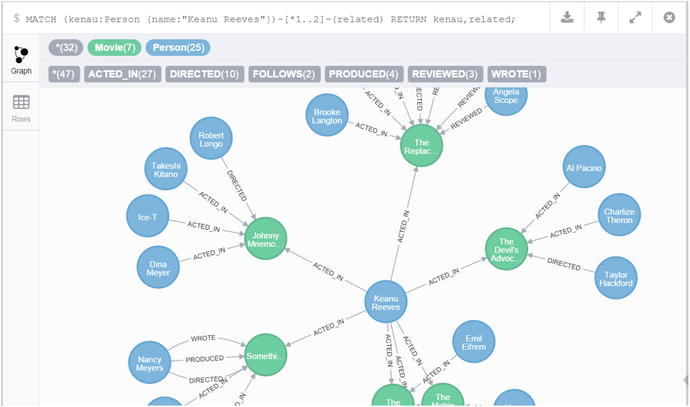 $ MATCH (kenau:Person {name:"Keanu Reeves"})-[*1..2]-(related) RETURN kenau,related;
Graph
Rows
*(32) Movie(7) Person(25)
*(47) ACTED_IN(27) DIRECTED(10) FOLLOWS(2) PRODUCED(4) REVIEWED(3) WROTE(1)
Brooke
Langton
ACTED_IN
ACTED_IN
REVIEWED
Angela
Scope
The
Replac...
Robert
Longo
Takeshi
Kitano
DIRECTED
ACTED_IN
Ice-T
ACTED_IN
Dina
Meyer
ACTED_IN
Johnny
Mnemo...
ACTED_IN
ACTED_IN
Al Pacino
ACTED_IN
Charlize
Theron
ACTED_IN
The
Devil's
Advoc...
DIRECTED
Taylor
Hackford
ACTED_IN
Keanu
Reeves
ACTED_IN
Nancy
Meyers
WROTE
PRODUCED
DIRECTED
ACTED_IN
Somethi...
ACTED_IN
ACTED_IN
ACTED_IN
ACTED_IN
Emil
Eifrem
ACTED_IN
The
The
Matrix